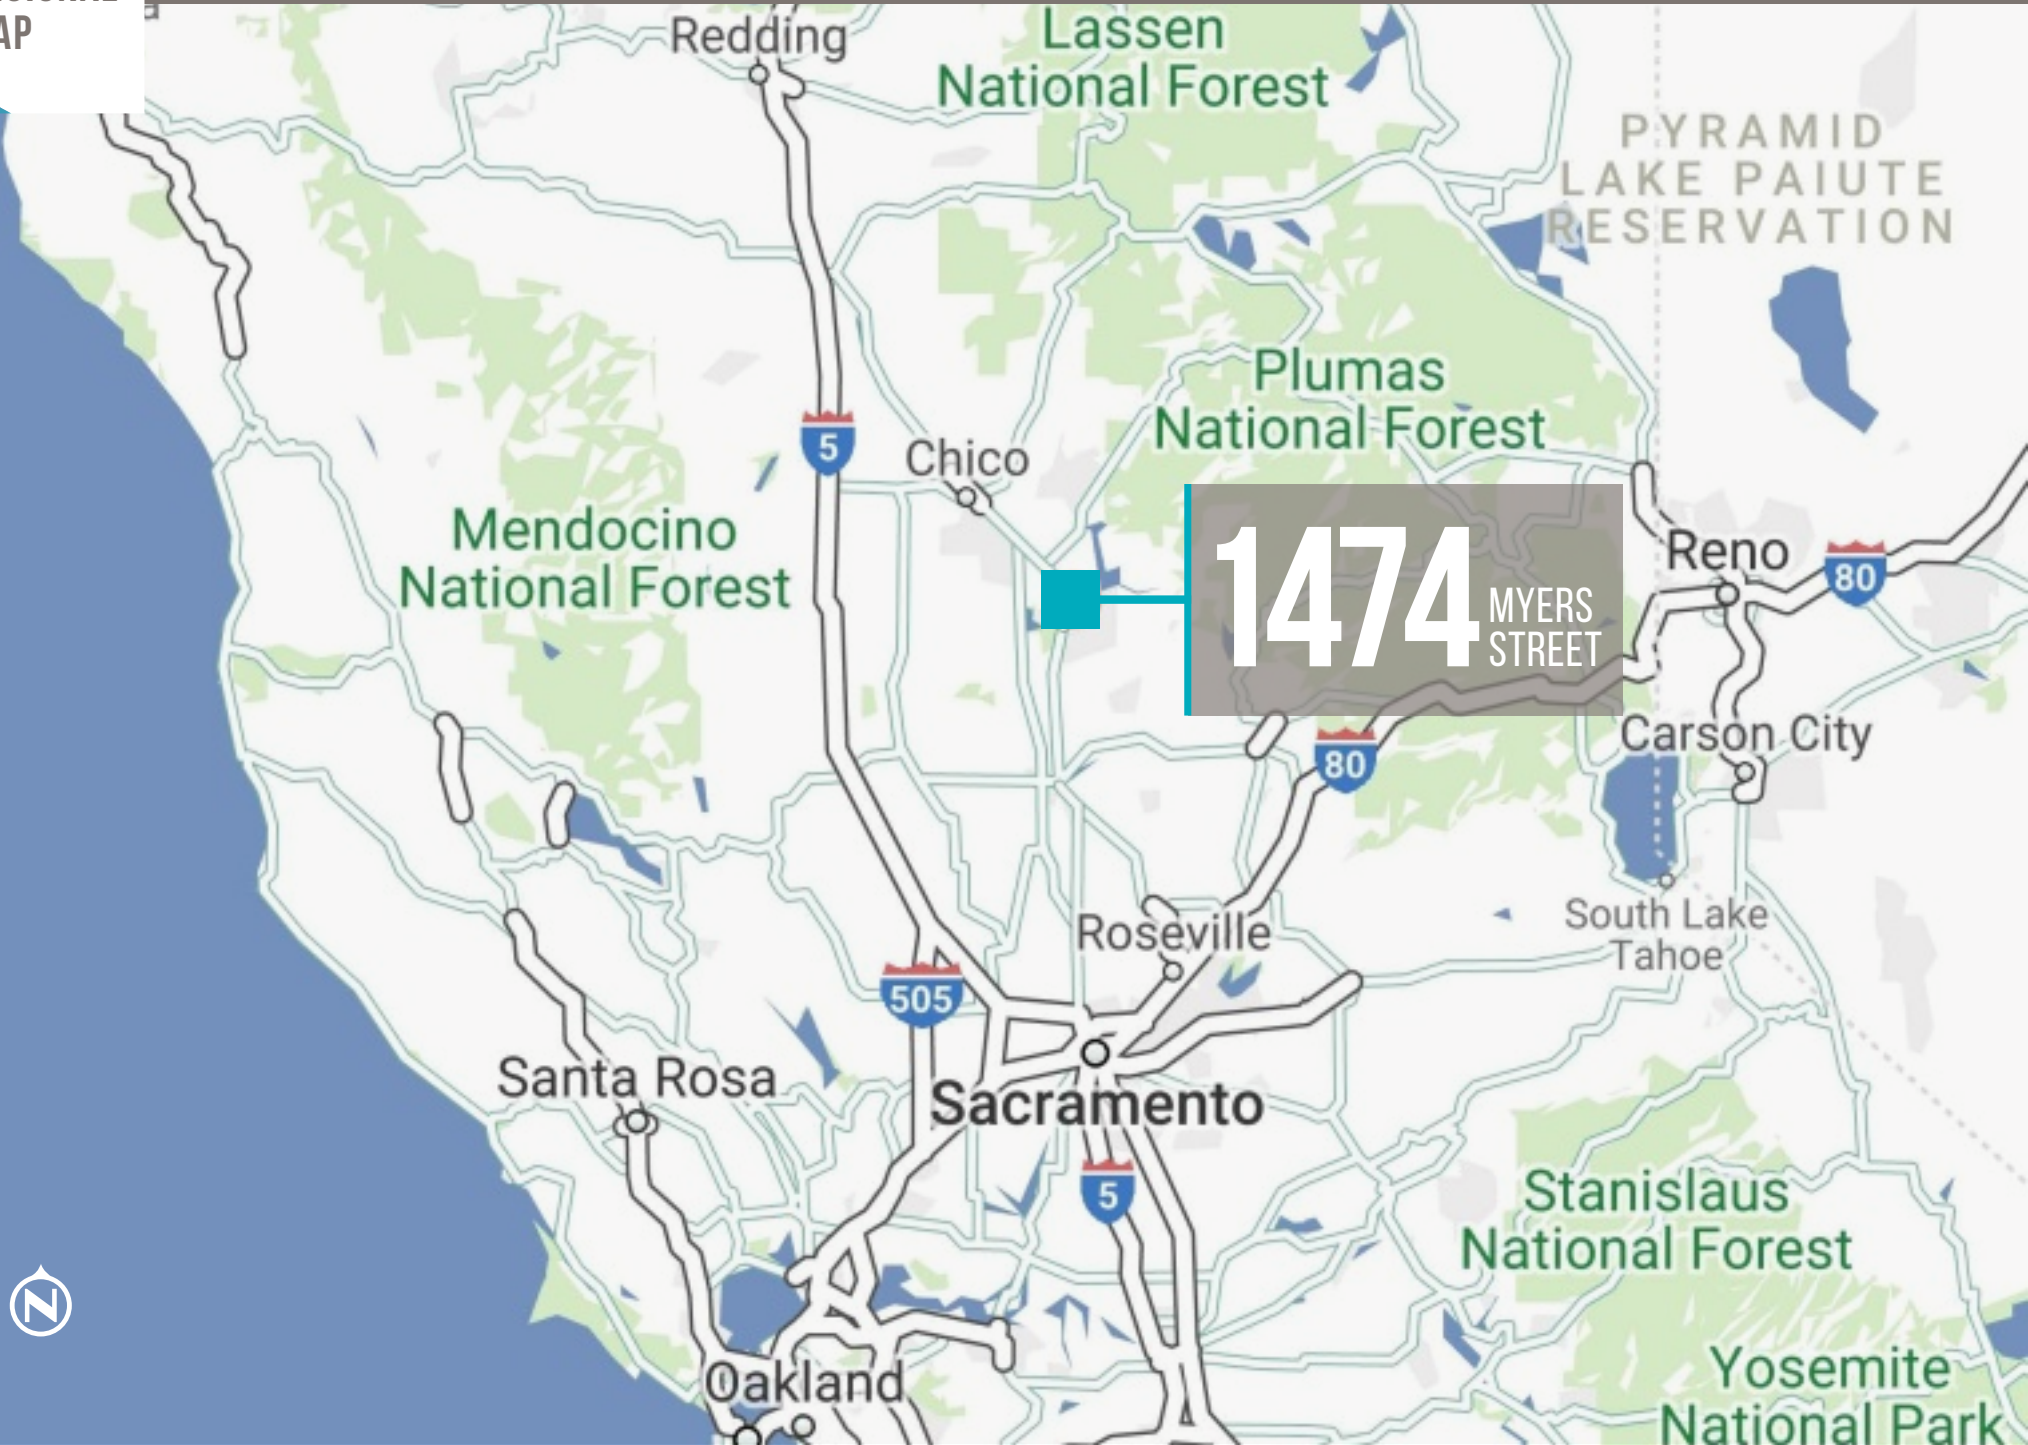 AP
Redding
Lassen
National Forest
PYRAMID
LAKE PAIUTE
RESERVATION
Plumas
National Forest
5
Chico
Mendocino
National Forest
1474
MYERS
STREET
Reno
80
Carson City
80
Roseville
South Lake
Tahoe
505
Santa Rosa
Sacramento
5
Stanislaus
National Forest
N
Oakland
Yosemite
National Park